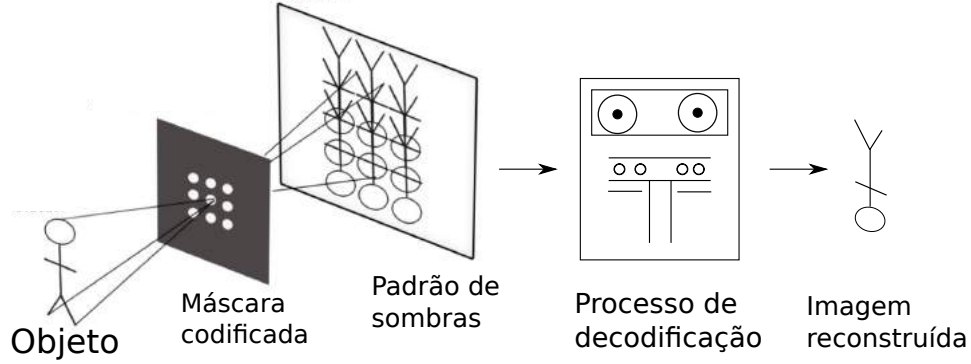 Objeto
Máscara
codificada
Padrão de
sombras
Processo de
decodificação
Imagem
reconstruída